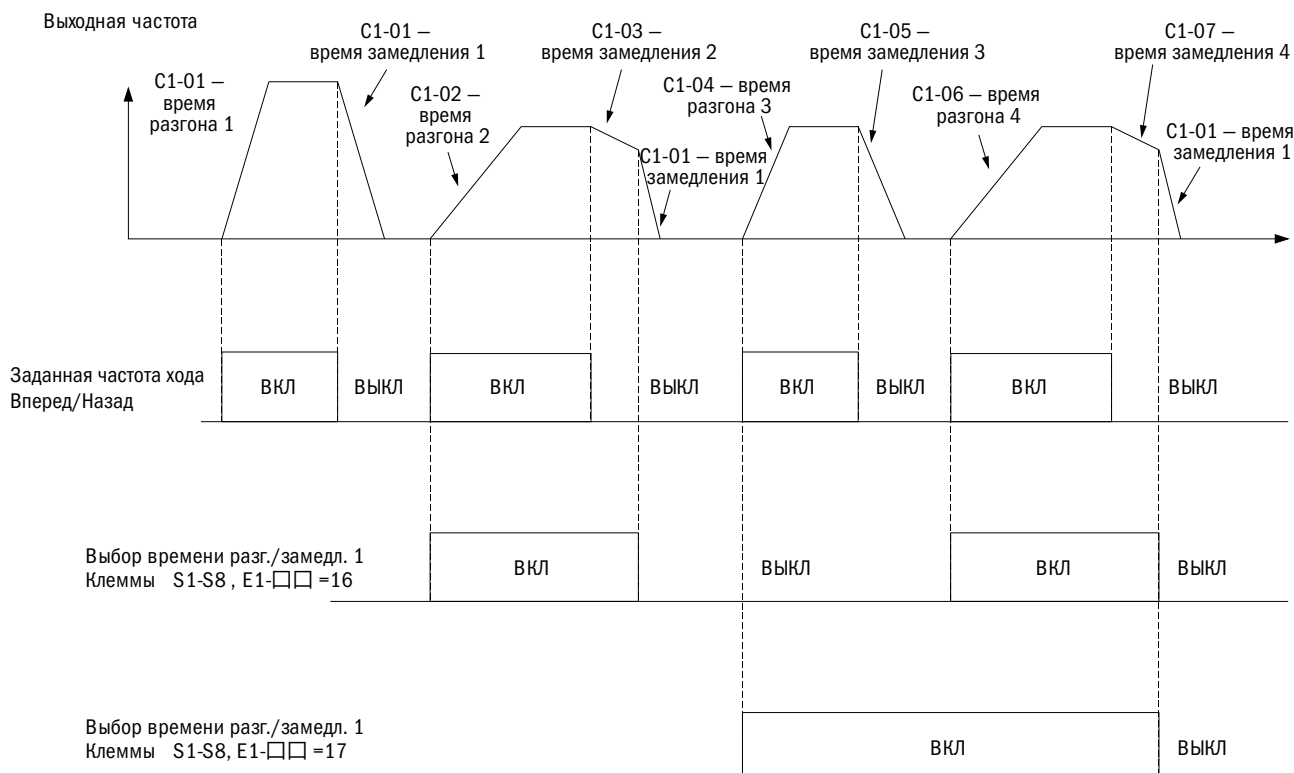 Выходная частота
C1-01 —
время
разгона 1
C1-01 —
время замедления 1
C1-02 —
время
разгона 2
C1-03 —
время замедления 2
C1-01 — время
замедления 1
C1-04 — время
разгона 3
C1-05 —
время замедления 3
C1-06 — время
разгона 4
C1-07 —
время замедления 4
C1-01 — время
замедления 1
Заданная частота хода
Вперед/Назад
ВКЛ
ВЫКЛ
ВКЛ
ВЫКЛ
ВКЛ
ВЫКЛ
ВКЛ
ВЫКЛ
Выбор времени разг./замедл. 1
Клеммы S1-S8 , E1-□□ =16
ВКЛ
ВЫКЛ
ВКЛ
ВЫКЛ
Выбор времени разг./замедл. 1
Клеммы S1-S8, E1-□□ =17
ВКЛ
ВЫКЛ